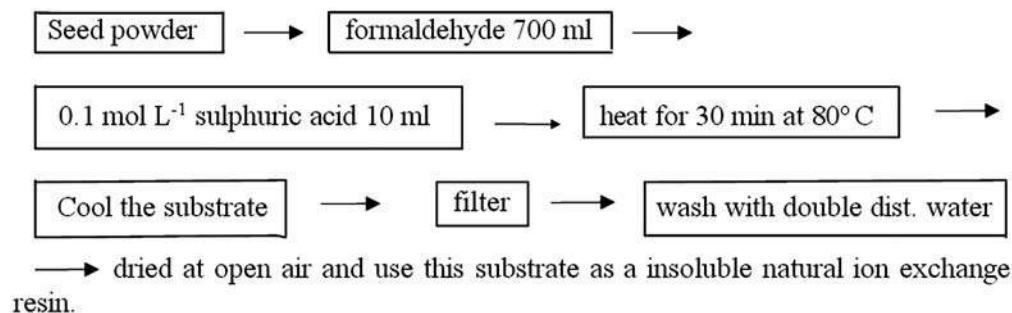 Seed powder → formaldehyde 700 ml →
0.1 mol L⁻¹ sulphuric acid 10 ml → heat for 30 min at 80° C →
Cool the substrate → filter → wash with double dist. water
→ dried at open air and use this substrate as a insoluble natural ion exchange
resin.